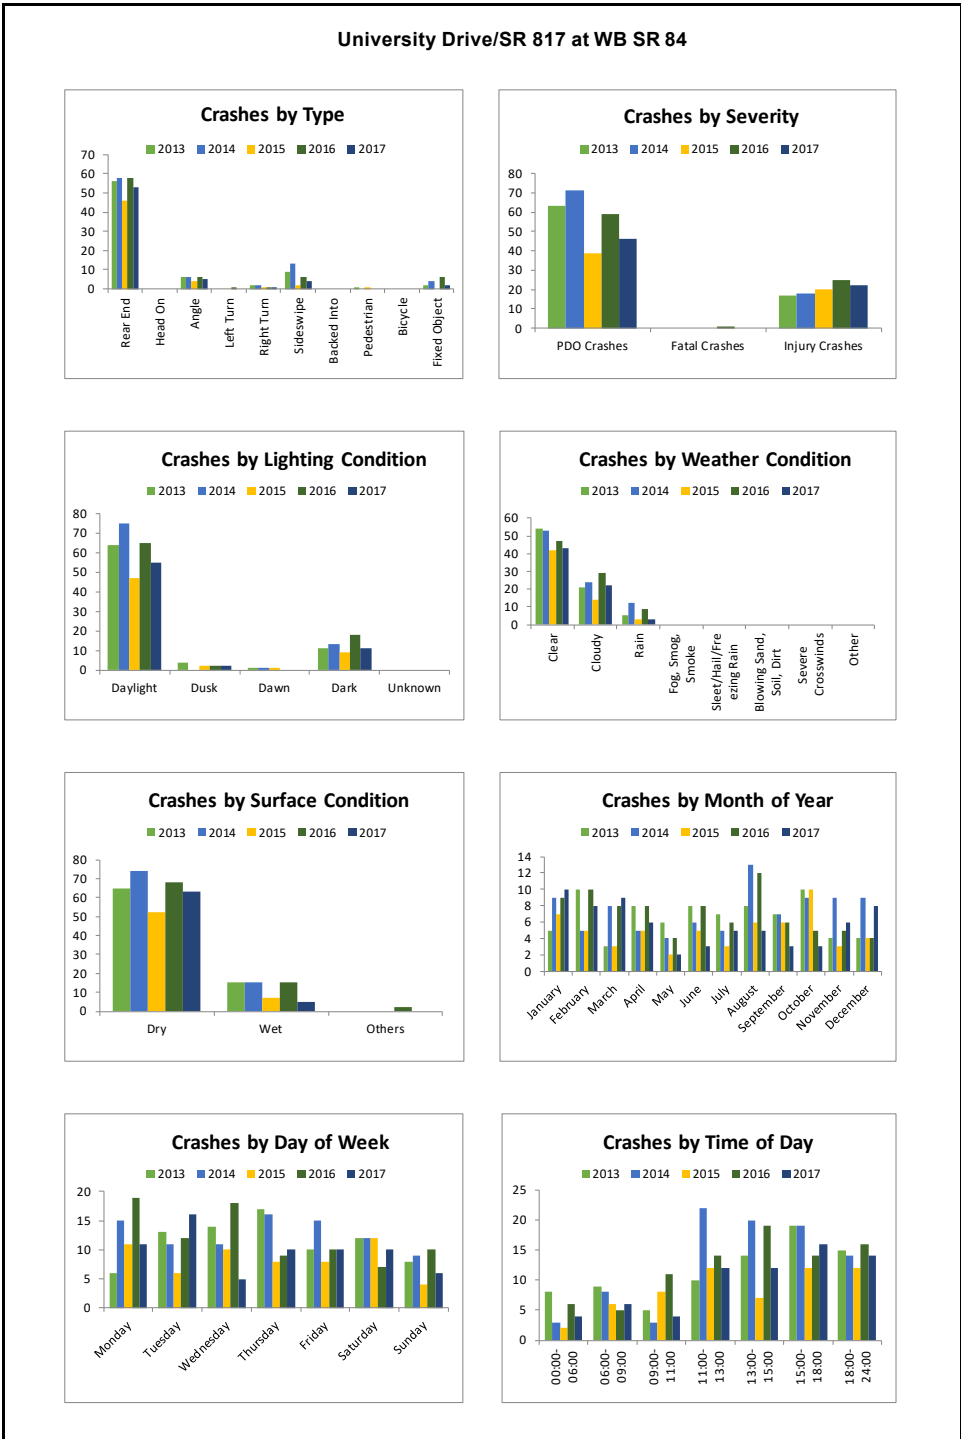 University Drive/SR 817 at WB SR 84
Crashes by Type
2013 2014 2015 2016 2017
70
60
50
40
30
20
10
0
Rear End
Head On
Angle
Left Turn
Right Turn
Sideswipe
Backed Into
Pedestrian
Bicycle
Fixed Object
Crashes by Severity
2013 2014 2015 2016 2017
80
70
60
50
40
30
20
10
0
PDO Crashes Fatal Crashes Injury Crashes
Crashes by Lighting Condition
2013 2014 2015 2016 2017
80
70
60
50
40
30
20
10
0
Daylight Dusk Dawn Dark Unknown
Crashes by Weather Condition
2013 2014 2015 2016 2017
60
50
40
30
20
10
0
Clear
Cloudy
Rain
Fog, Smog,
Smoke
Sleet/Hail/Fre
ezing Rain
Blowing Sand,
Soil, Dirt
Severe
Crosswinds
Other
Crashes by Surface Condition
2013 2014 2015 2016 2017
80
70
60
50
40
30
20
10
0
Dry Wet Others
Crashes by Month of Year
2013 2014 2015 2016 2017
14
12
10
8
6
4
2
0
January
February
March
April
May
June
July
August
September
October
November
December
Crashes by Day of Week
2013 2014 2015 2016 2017
20
15
10
5
0
Monday
Tuesday
Wednesday
Thursday
Friday
Saturday
Sunday
Crashes by Time of Day
2013 2014 2015 2016 2017
25
20
15
10
5
0
00:00-
06:00
06:00-
09:00
09:00-
11:00
11:00-
13:00
13:00-
15:00
15:00-
18:00
18:00-
24:00